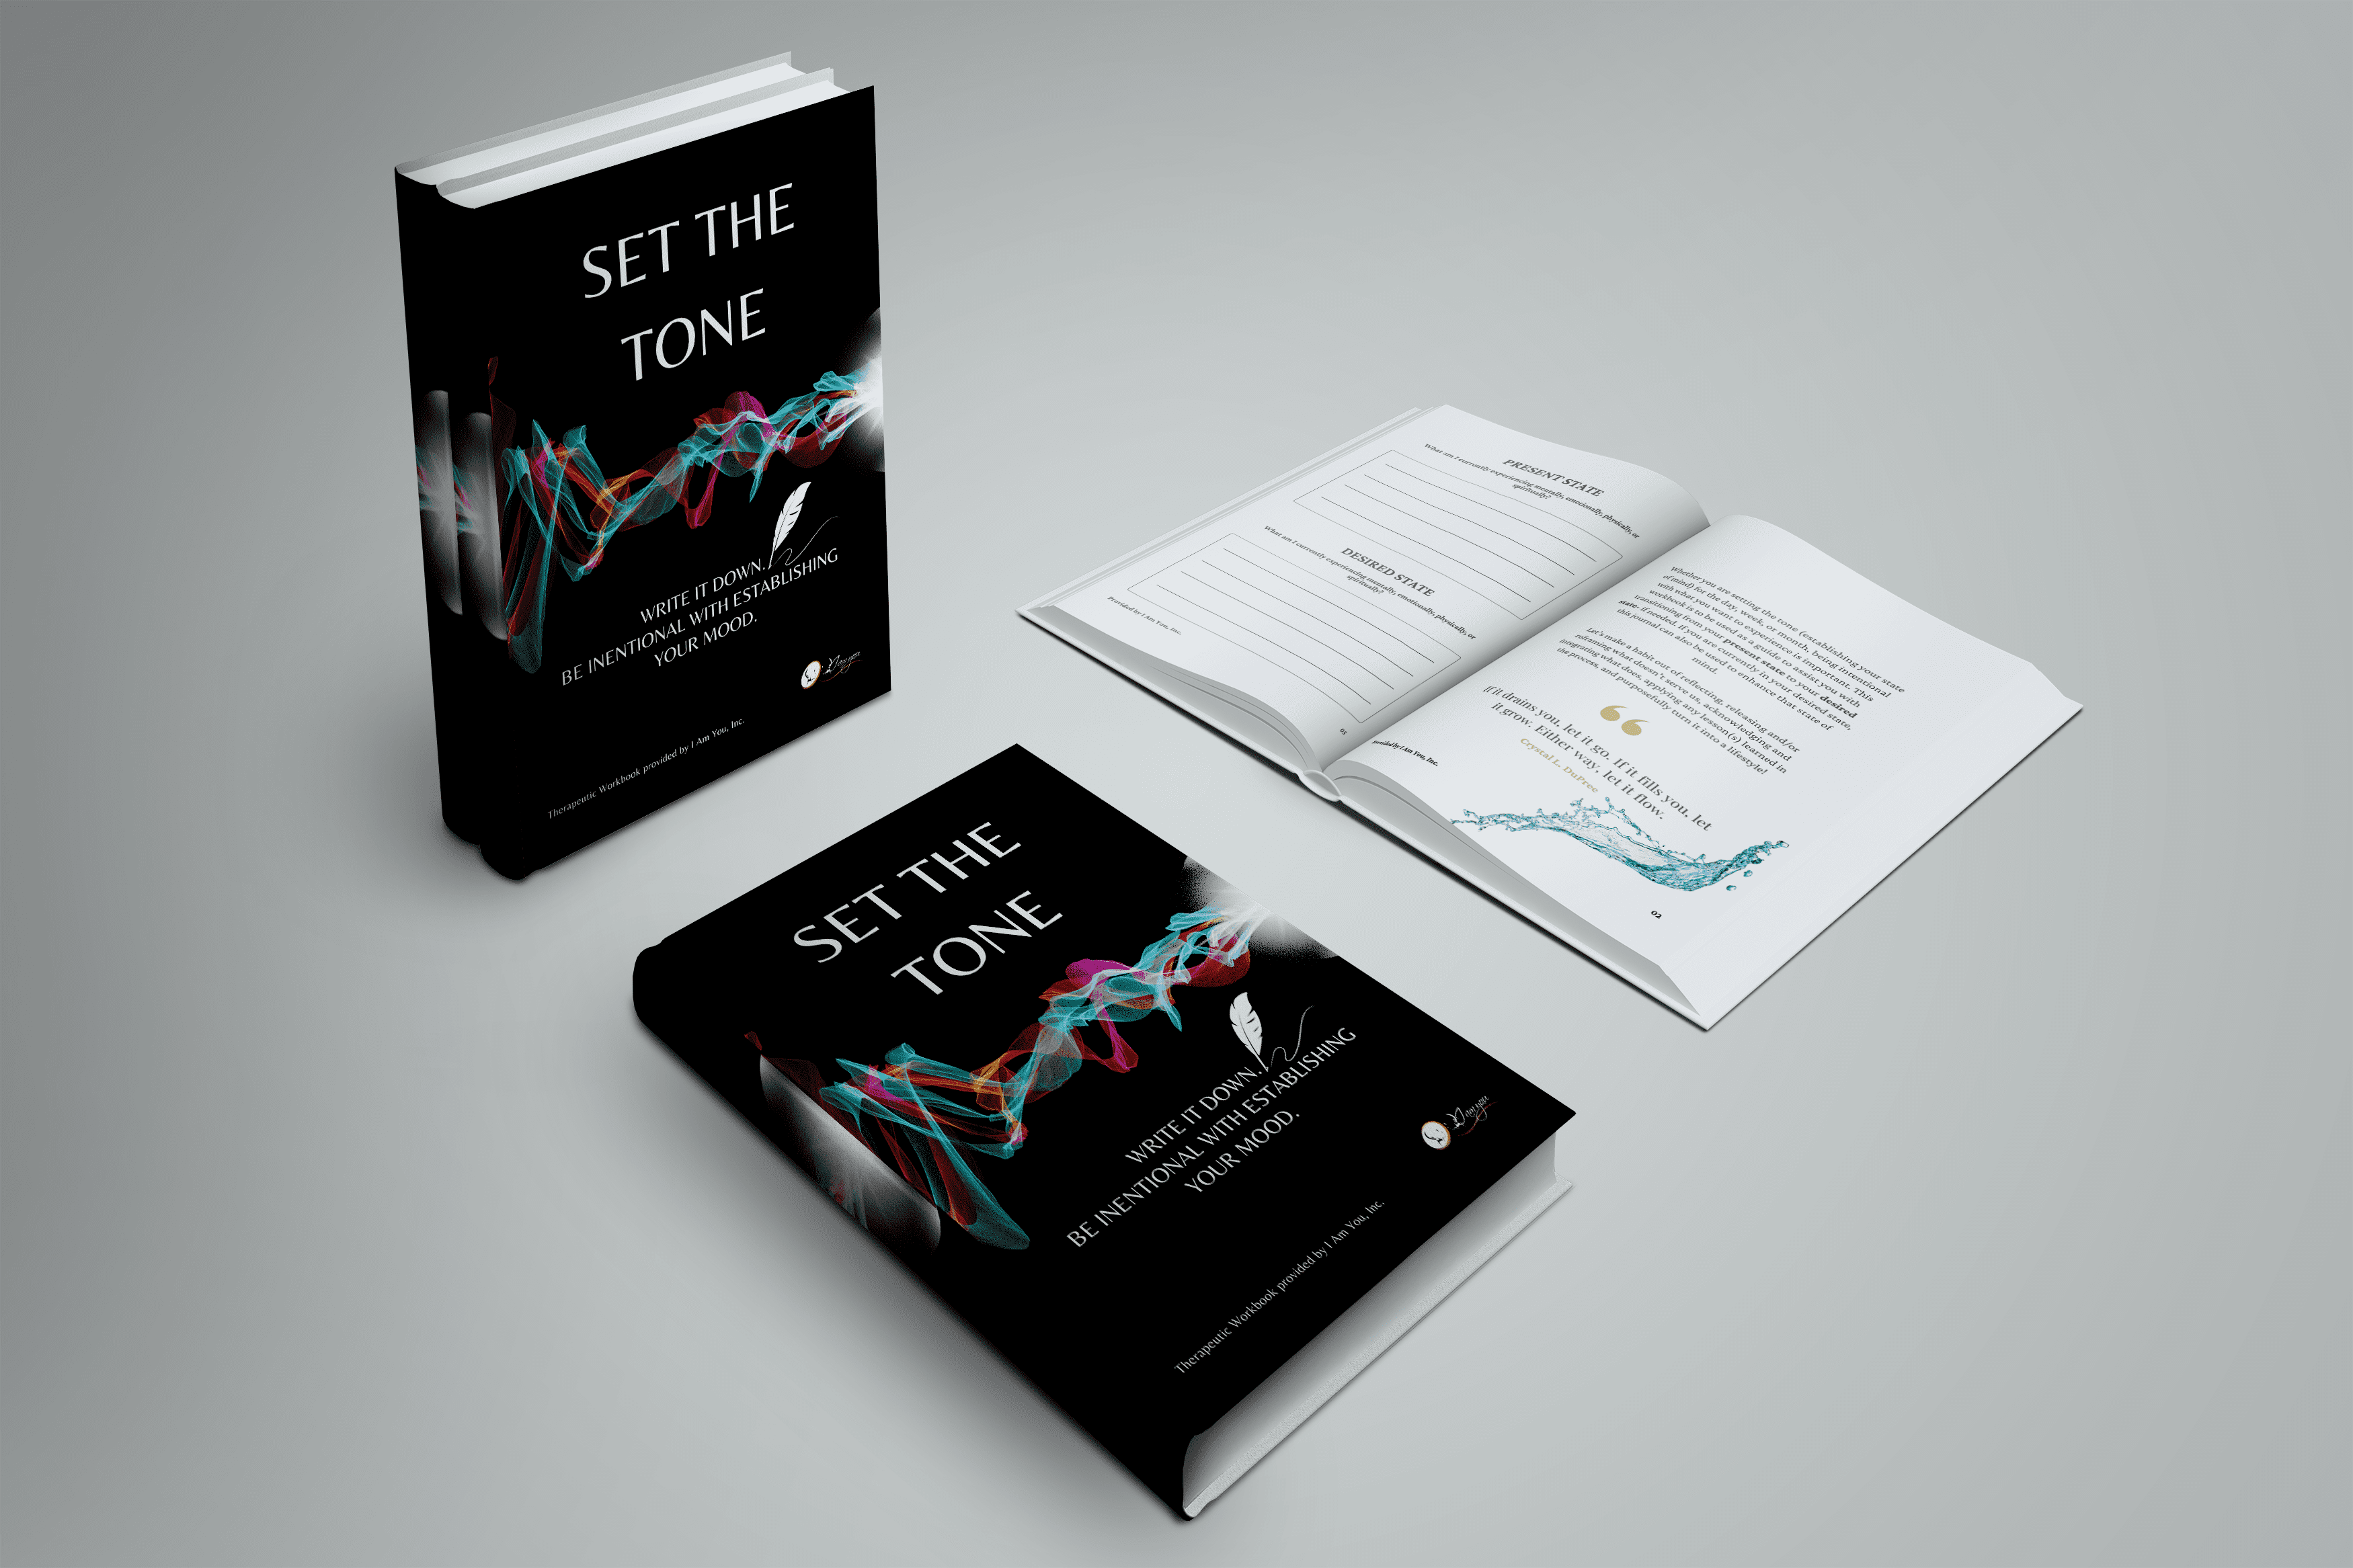 SET THE
TONE
WRITE IT DOWN.
BE INENTIONAL WITH ESTABLISHING
YOUR MOOD.
I am you
Therapeutic Workbook provided by I Am You, Inc.
PRESENT STATE
What am I currently experiencing mentally, emotionally, physically, or
spiritually?
DESIRED STATE
What am I currently experiencing mentally, emotionally, physically, or
spiritually?
Provided by I Am You, Inc.
Whether you are setting the tone (establishing your state
of mind) for the day, week, or month, being intentional
with what you want to experience is important. This
workbook is to be used as a guide to assist you with
transitioning from your present state to your desired
state- if needed. If you are currently in your desired state,
this journal can also be used to enhance that state of
mind.
Let's make a habit out of reflecting, releasing and/or
reframing what doesn't serve us, acknowledging and
integrating what does, applying any lesson(s) learned in
the process, and purposefully turn it into a lifestyle!
“
If it drains you, let it go. If it fills you, let
it grow. Either way, let it flow.
Crystal L. DuPree
Provided by I Am You, Inc.
02
SET THE
TONE
WRITE IT DOWN.
BE INENTIONAL WITH ESTABLISHING
YOUR MOOD.
I am you
Therapeutic Workbook provided by I Am You, Inc.